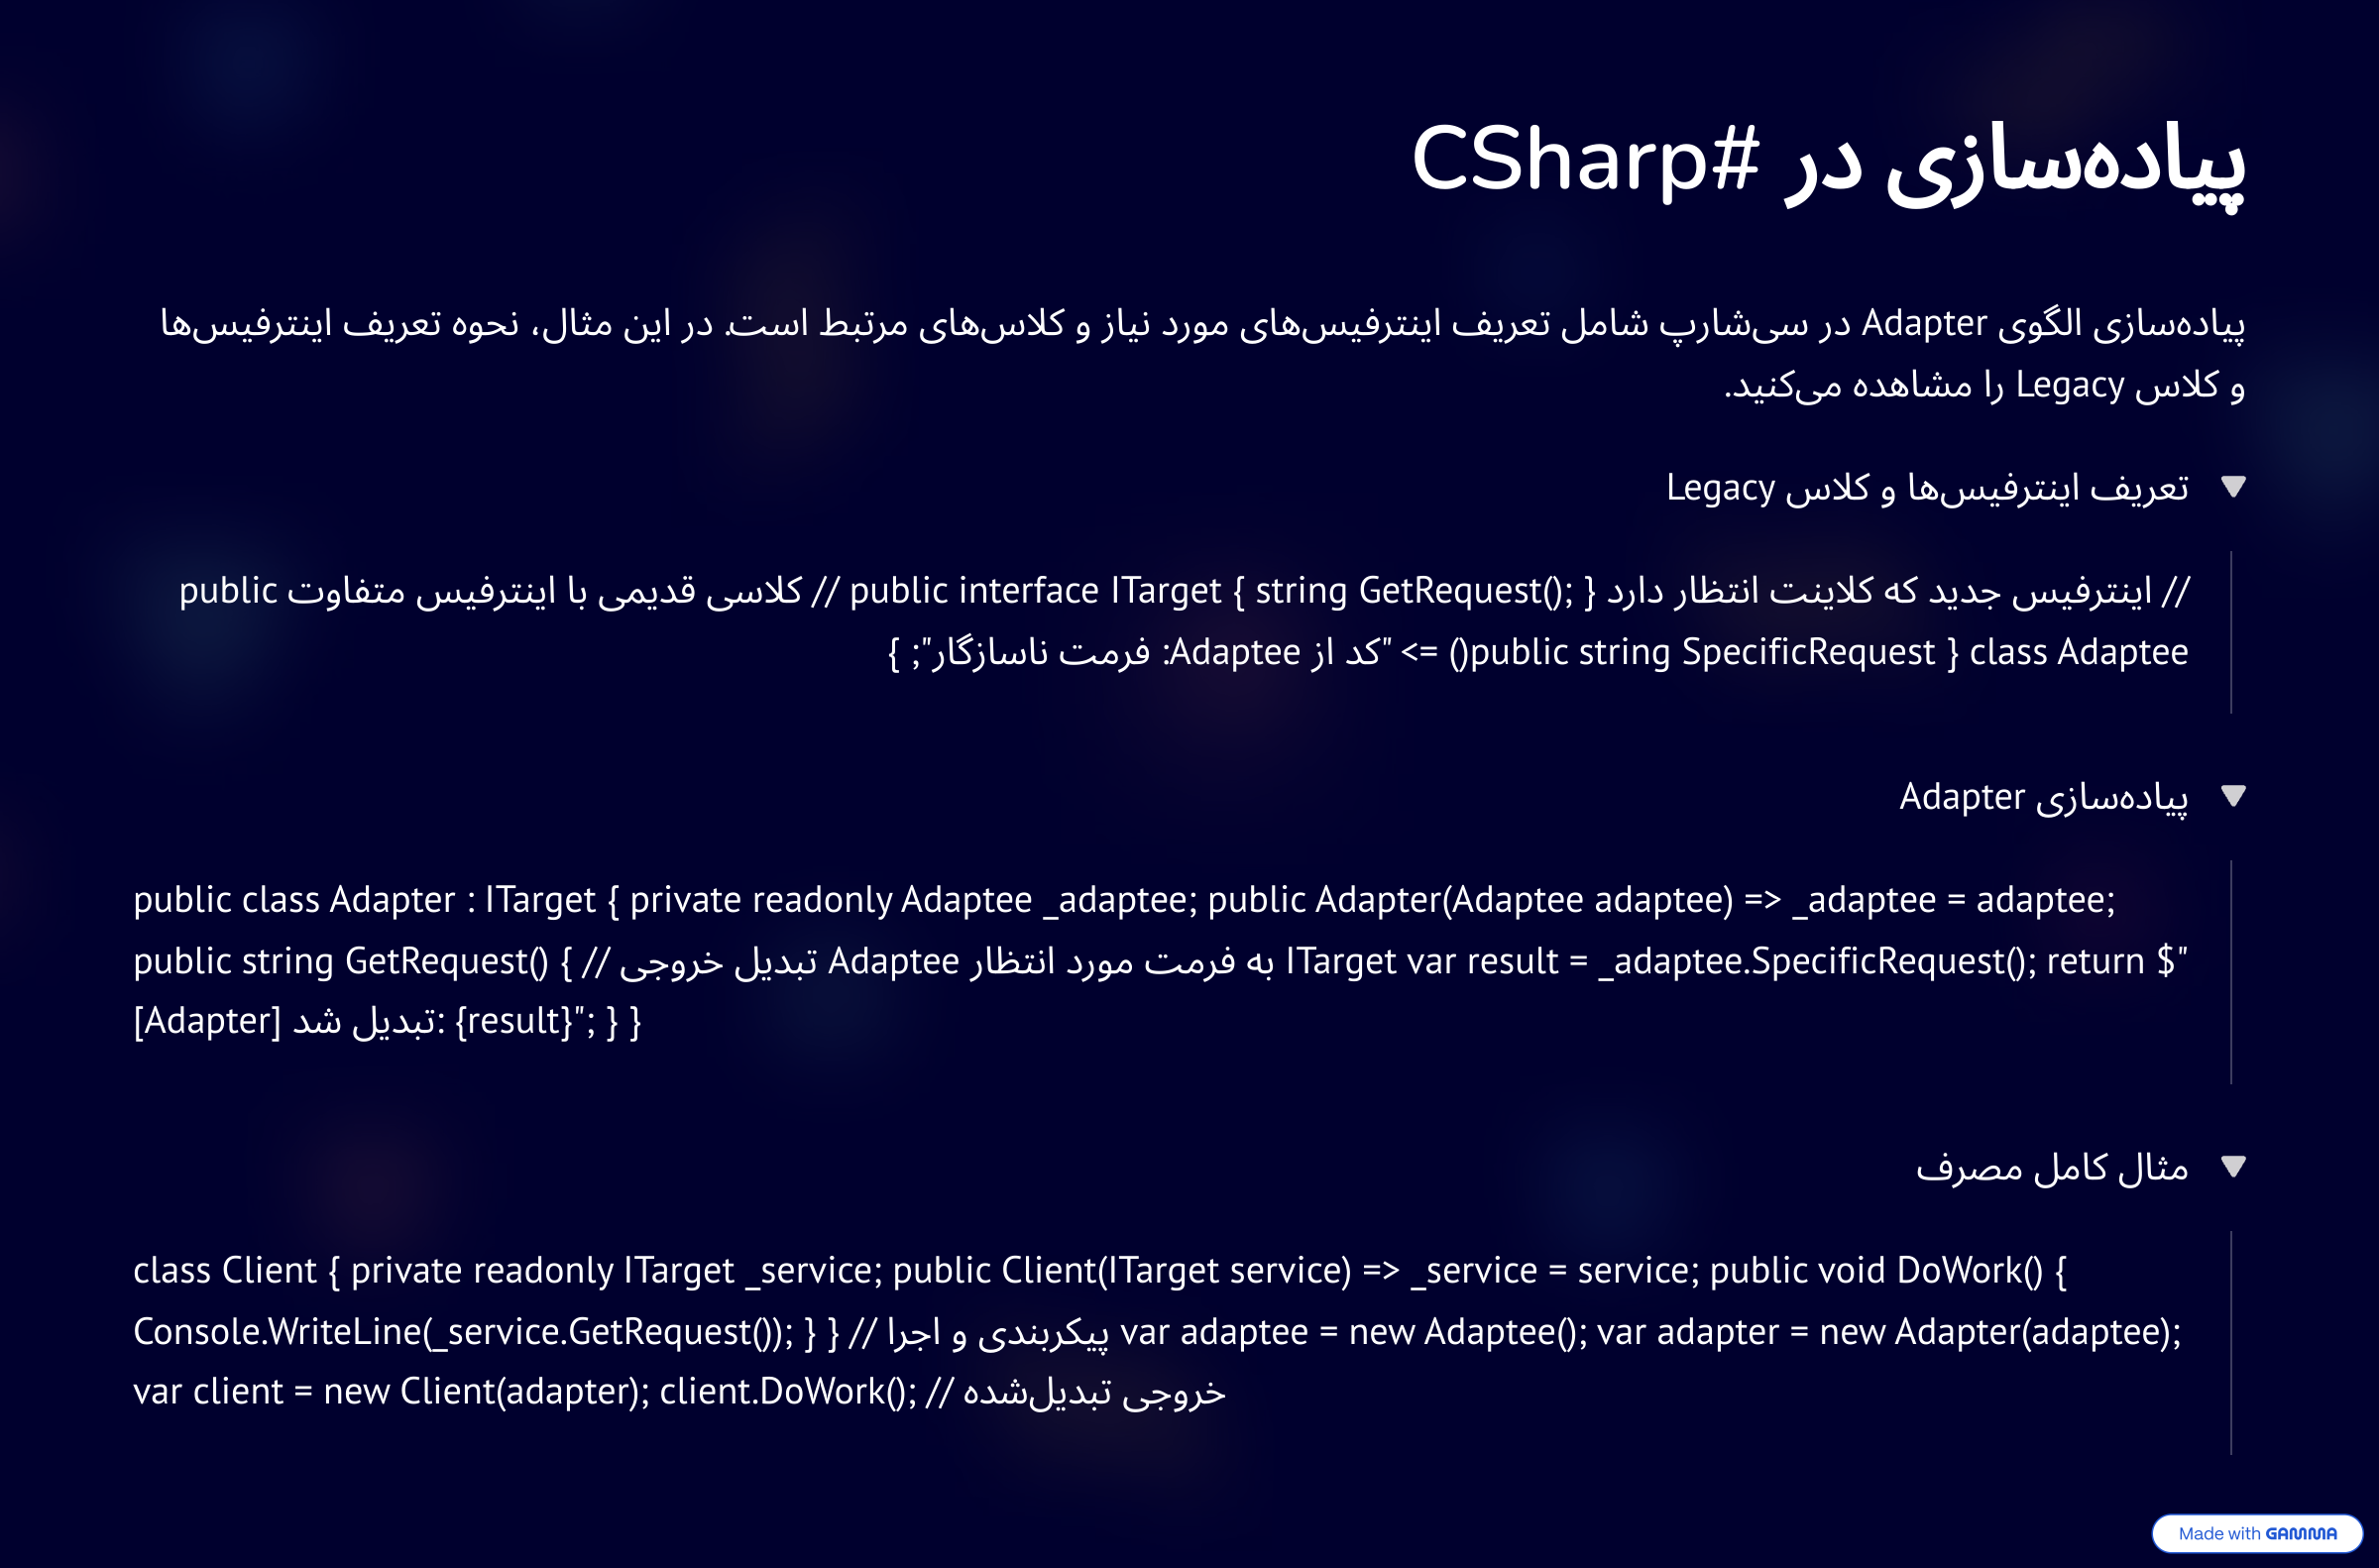 پیاده‌سازی در #CSharp
پیاده‌سازی الگوی Adapter در سی‌شارپ شامل تعریف اینترفیس‌های مورد نیاز و کلاس‌های مرتبط است. در این مثال، نحوه تعریف اینترفیس‌ها
و کلاس Legacy را مشاهده می‌کنید.
تعریف اینترفیس‌ها و کلاس Legacy
// اینترفیس جدید که کلاینت انتظار دارد public interface ITarget { string GetRequest(); } // کلاسی قدیمی با اینترفیس متفاوت public
class Adaptee { public string SpecificRequest() => "کد از Adaptee: فرمت ناسازگار"; }
پیاده‌سازی Adapter
public class Adapter : ITarget { private readonly Adaptee _adaptee; public Adapter(Adaptee adaptee) => _adaptee = adaptee;
public string GetRequest() { // تبدیل خروجی Adaptee به فرمت مورد انتظار ITarget var result = _adaptee.SpecificRequest(); return $"
[Adapter] تبدیل شد: {result}"; } }
مثال کامل مصرف
class Client { private readonly ITarget _service; public Client(ITarget service) => _service = service; public void DoWork() {
Console.WriteLine(_service.GetRequest()); } } // پیکربندی و اجرا var adaptee = new Adaptee(); var adapter = new Adapter(adaptee);
var client = new Client(adapter); client.DoWork(); // خروجی تبدیل‌شده
Made with GAMMA